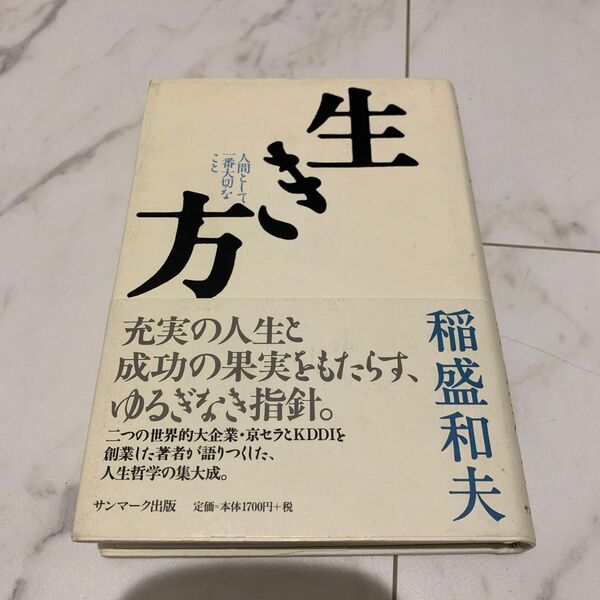 生き方
人間として
一番大切な
こと
稲盛和夫
充実の人生と
成功の果実をもたらす、
ゆるぎなき指針。
二つの世界的大企業・京セラとKDDIを
創業した著者が語りつくした、
人生哲学の集大成。
サンマーク出版 定価=本体1700円+税